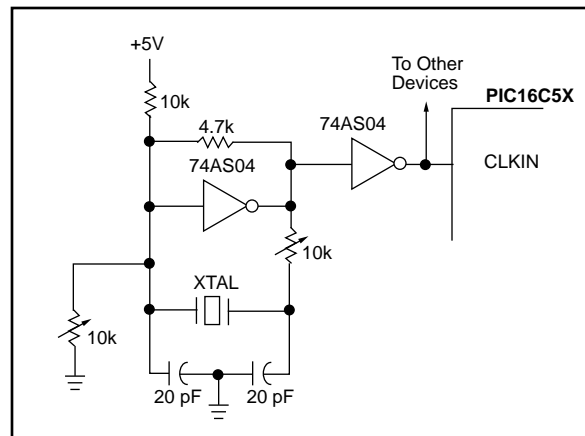 +5V
10k
4.7k
74AS04
74AS04
To Other
Devices
PIC16C5X
CLKIN
10k
XTAL
10k
20 pF
20 pF